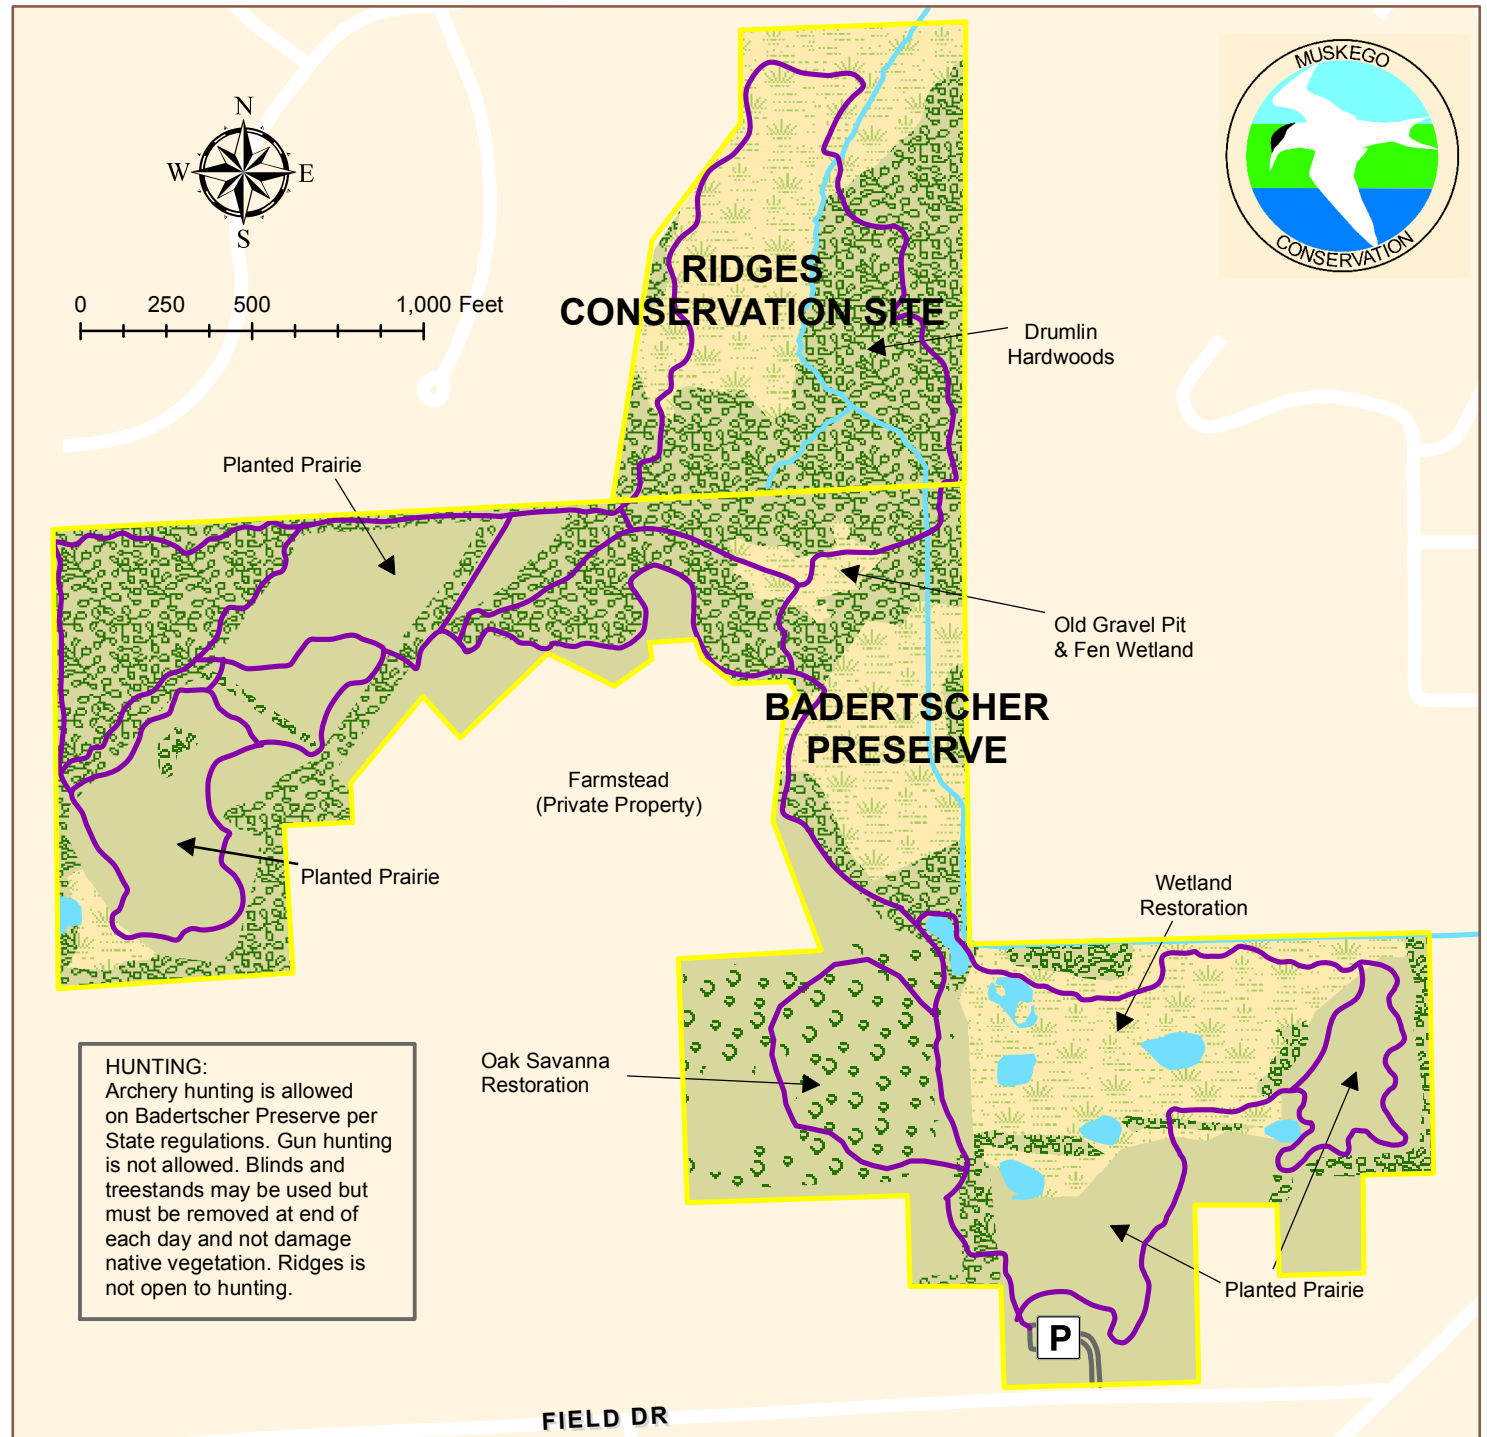 MUSKEGO
CONSERVATION
N
W
E
S
0 250 500 1,000 Feet
RIDGES
CONSERVATION SITE
Drumlin
Hardwoods
Planted Prairie
Old Gravel Pit
& Fen Wetland
BADERTSCHER
PRESERVE
Farmstead
(Private Property)
Planted Prairie
Wetland
Restoration
Oak Savanna
Restoration
HUNTING:
Archery hunting is allowed
on Badertscher Preserve per
State regulations. Gun hunting
is not allowed. Blinds and
treestands may be used but
must be removed at end of
each day and not damage
native vegetation. Ridges is
not open to hunting.
Planted Prairie
P
FIELD DR